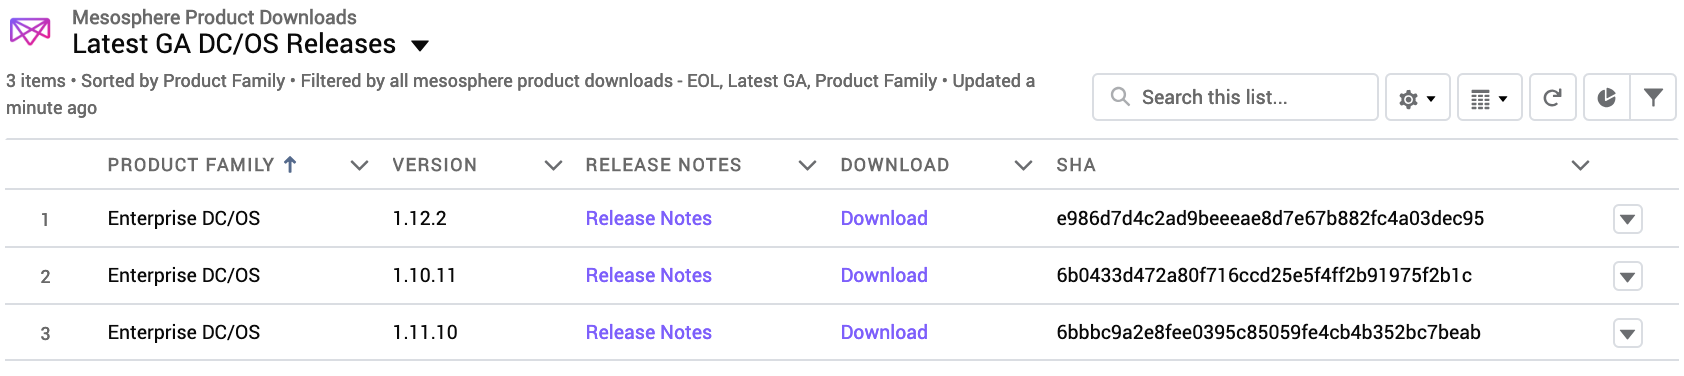 Mesosphere Product Downloads
Latest GA DC/OS Releases
3 items • Sorted by Product Family • Filtered by all mesosphere product downloads - EOL, Latest GA, Product Family • Updated a
minute ago
Search this list...
PRODUCT FAMILY VERSION RELEASE NOTES DOWNLOAD SHA
1 Enterprise DC/OS 1.12.2 Release Notes Download e986d7d4c2ad9beeeae8d7e67b882fc4a03dec95
2 Enterprise DC/OS 1.10.11 Release Notes Download 6b0433d472a80f716ccd25e5f4ff2b91975f2b1c
3 Enterprise DC/OS 1.11.10 Release Notes Download 6bbbc9a2e8fee0395c85059fe4cb4b352bc7beab